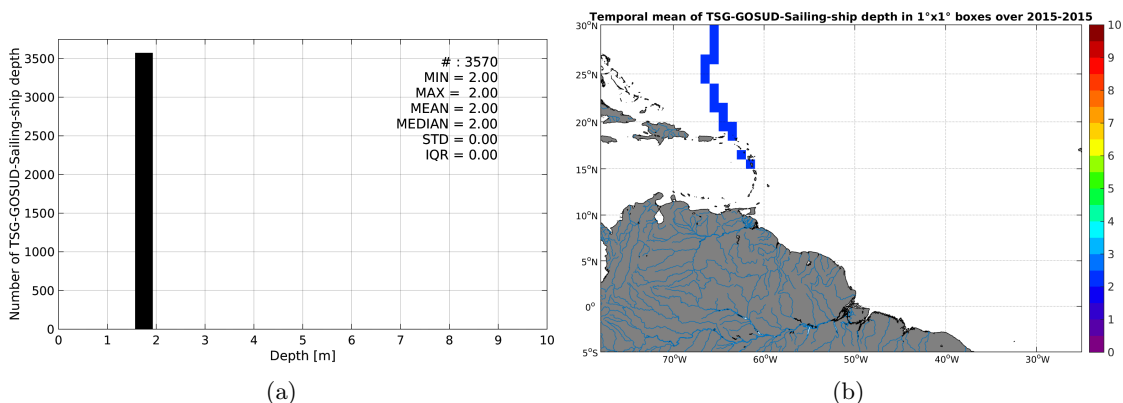 Number of TSG-GOSUD-Sailing-ship depth
3500
3000
2500
2000
1500
1000
500
0
# : 3570
MIN = 2.00
MAX = 2.00
MEAN = 2.00
MEDIAN = 2.00
STD = 0.00
IQR = 0.00
0 1 2 3 4 5 6 7 8 9 10
Depth [m]
(a)
Temporal mean of TSG-GOSUD-Sailing-ship depth in 1°x1° boxes over 2015-2015
30°N
25°N
20°N
15°N
10°N
5°N
0°
5°S
70°W 60°W 50°W 40°W 30°W
10
9
8
7
6
5
4
3
2
1
0
(b)